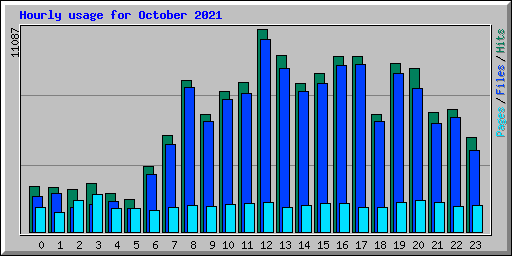 Hourly usage for October 2021
11087
Pages / Files / Hits
0 1 2 3 4 5 6 7 8 9 10 11 12 13 14 15 16 17 18 19 20 21 22 23